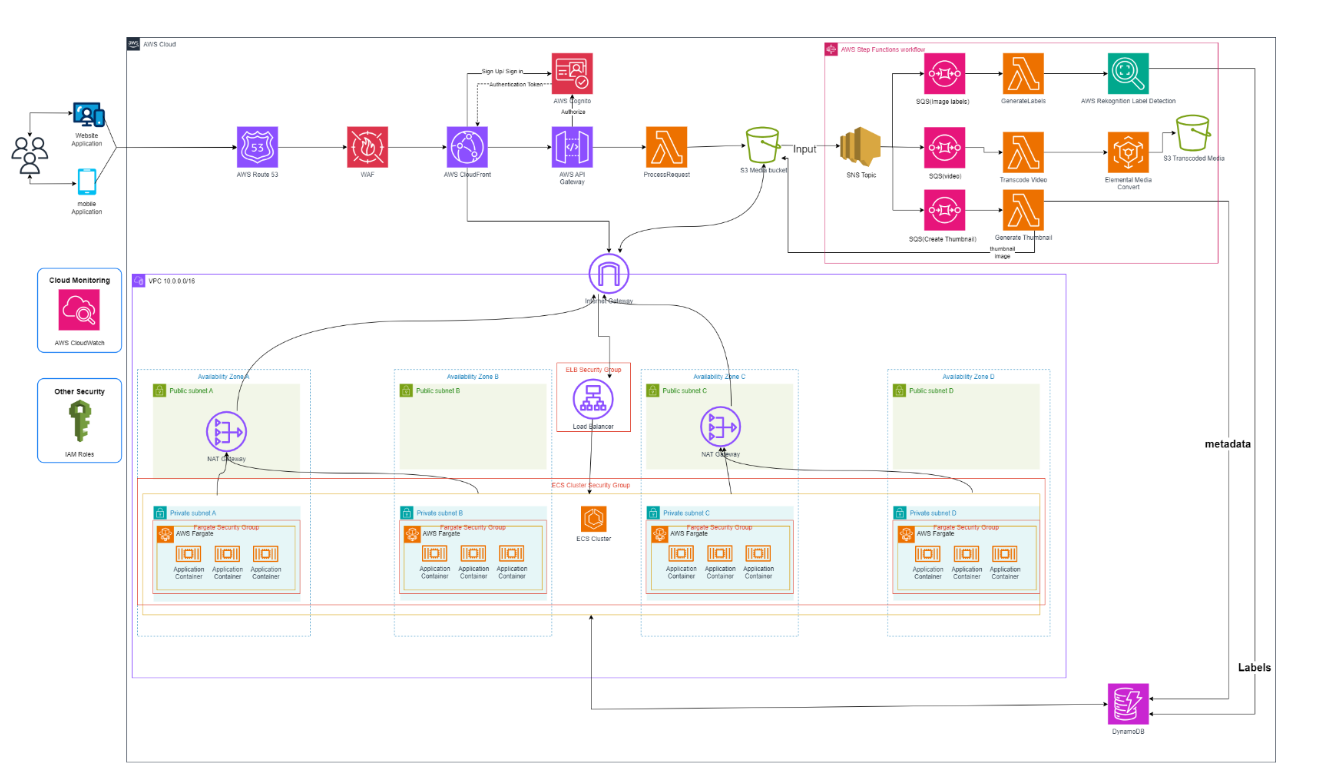 AWS Cloud
AWS Step Functions workflow
Sign Up/ Sign in
Authentication Token
AWS Cognito
Authorize
Website
Application
mobile
Application
53
AWS Route 53
WAF
AWS CloudFront
AWS API
Gateway
ProcessRequest
S3 Media bucket
Input
SNS Topic
SQS(Image labels)
GenerateLabels
AWS Rekognition Label Detection
SQS(video)
Transcode Video
Elemental Media
Convert
S3 Transcoded Media
SQS(Create Thumbnail)
Generate Thumbnail
thumbnail
image
Cloud Monitoring
AWS CloudWatch
Other Security
IAM Roles
VPC 10.0.0.0/16
Internet Gateway
Availability Zone A
Public subnet A
NAT Gateway
Availability Zone B
Public subnet B
ELB Security Group
Load Balancer
Availability Zone C
Public subnet C
NAT Gateway
Availability Zone D
Public subnet D
metadata
ECS Cluster Security Group
Private subnet A
Fargate Security Group
AWS Fargate
Application
Container
Application
Container
Application
Container
Private subnet B
Fargate Security Group
AWS Fargate
Application
Container
Application
Container
Application
Container
ECS Cluster
Private subnet C
Fargate Security Group
AWS Fargate
Application
Container
Application
Container
Application
Container
Private subnet D
Fargate Security Group
AWS Fargate
Application
Container
Application
Container
Application
Container
Labels
DynamoDB